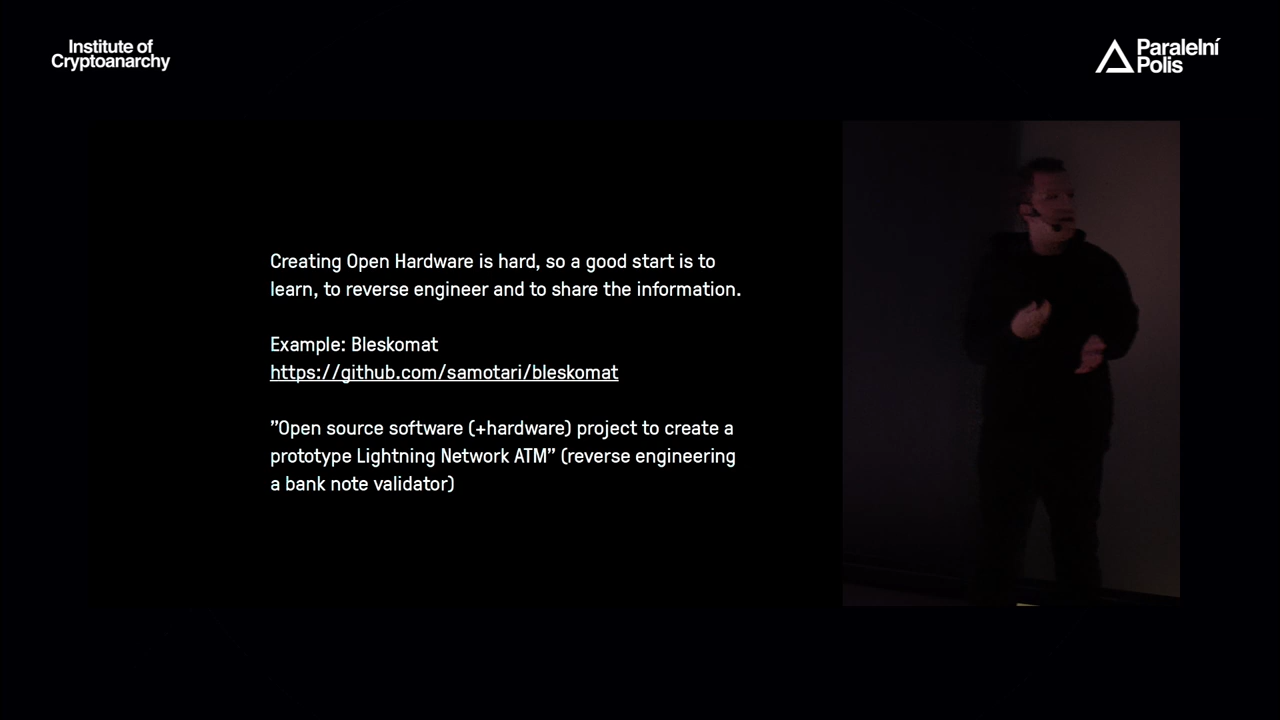 Institute of
Cryptoanarchy
Paralelní
Polis
Creating Open Hardware is hard, so a good start is to
learn, to reverse engineer and to share the information.
Example: Bleskomat
https://github.com/samotari/bleskomat
”Open source software (+hardware) project to create a
prototype Lightning Network ATM” (reverse engineering
a bank note validator)